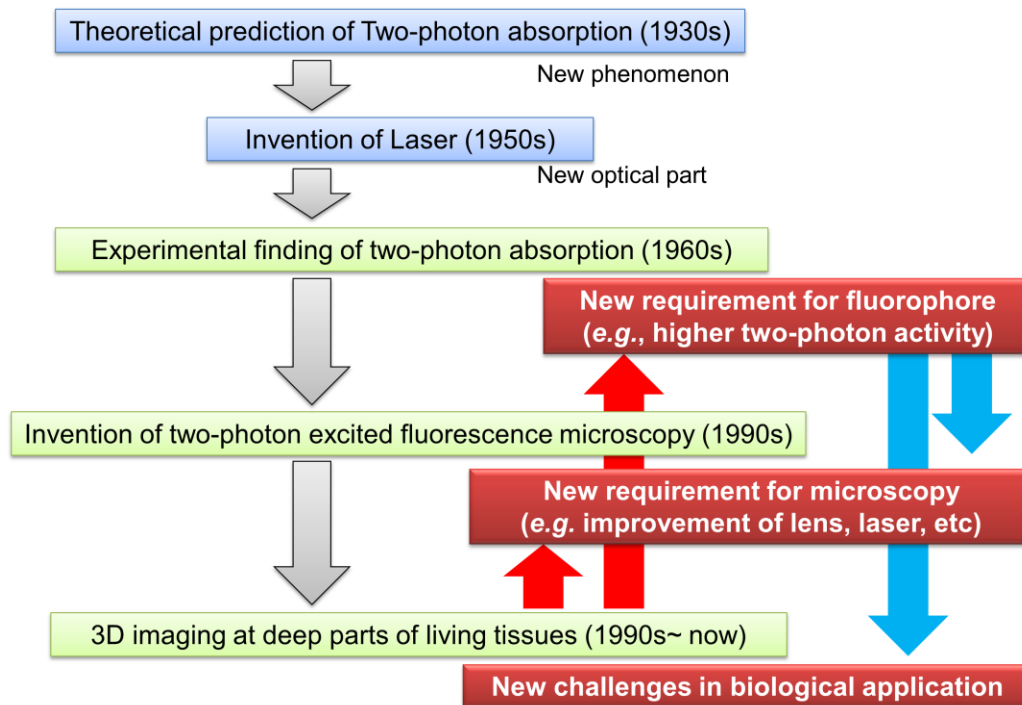 Theoretical prediction of Two-photon absorption (1930s)
New phenomenon
Invention of Laser (1950s)
New optical part
Experimental finding of two-photon absorption (1960s)
New requirement for fluorophore
(e.g., higher two-photon activity)
Invention of two-photon excited fluorescence microscopy (1990s)
New requirement for microscopy
(e.g. improvement of lens, laser, etc)
3D imaging at deep parts of living tissues (1990s~ now)
New challenges in biological application